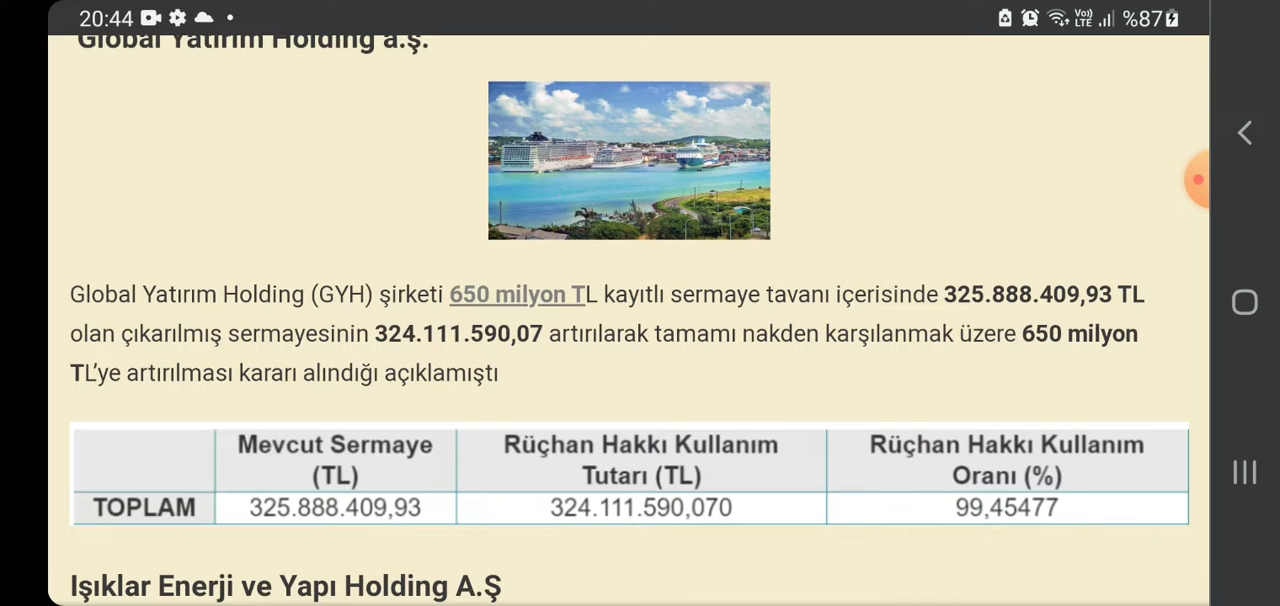 20:44
%87
Global Yatırım Holding a.ş.
Global Yatırım Holding (GYH) şirketi 650 milyon TL kayıtlı sermaye tavanı içerisinde 325.888.409,93 TL
olan çıkarılmış sermayesinin 324.111.590,07 artırılarak tamamı nakden karşılanmak üzere 650 milyon
TL’ye artırılması kararı alındığı açıklamıştı
Mevcut Sermaye (TL)
Rüçhan Hakkı Kullanım Tutarı (TL)
Rüçhan Hakkı Kullanım Oranı (%)
TOPLAM 325.888.409,93 324.111.590,070 99,45477
Işıklar Enerji ve Yapı Holding A.Ş